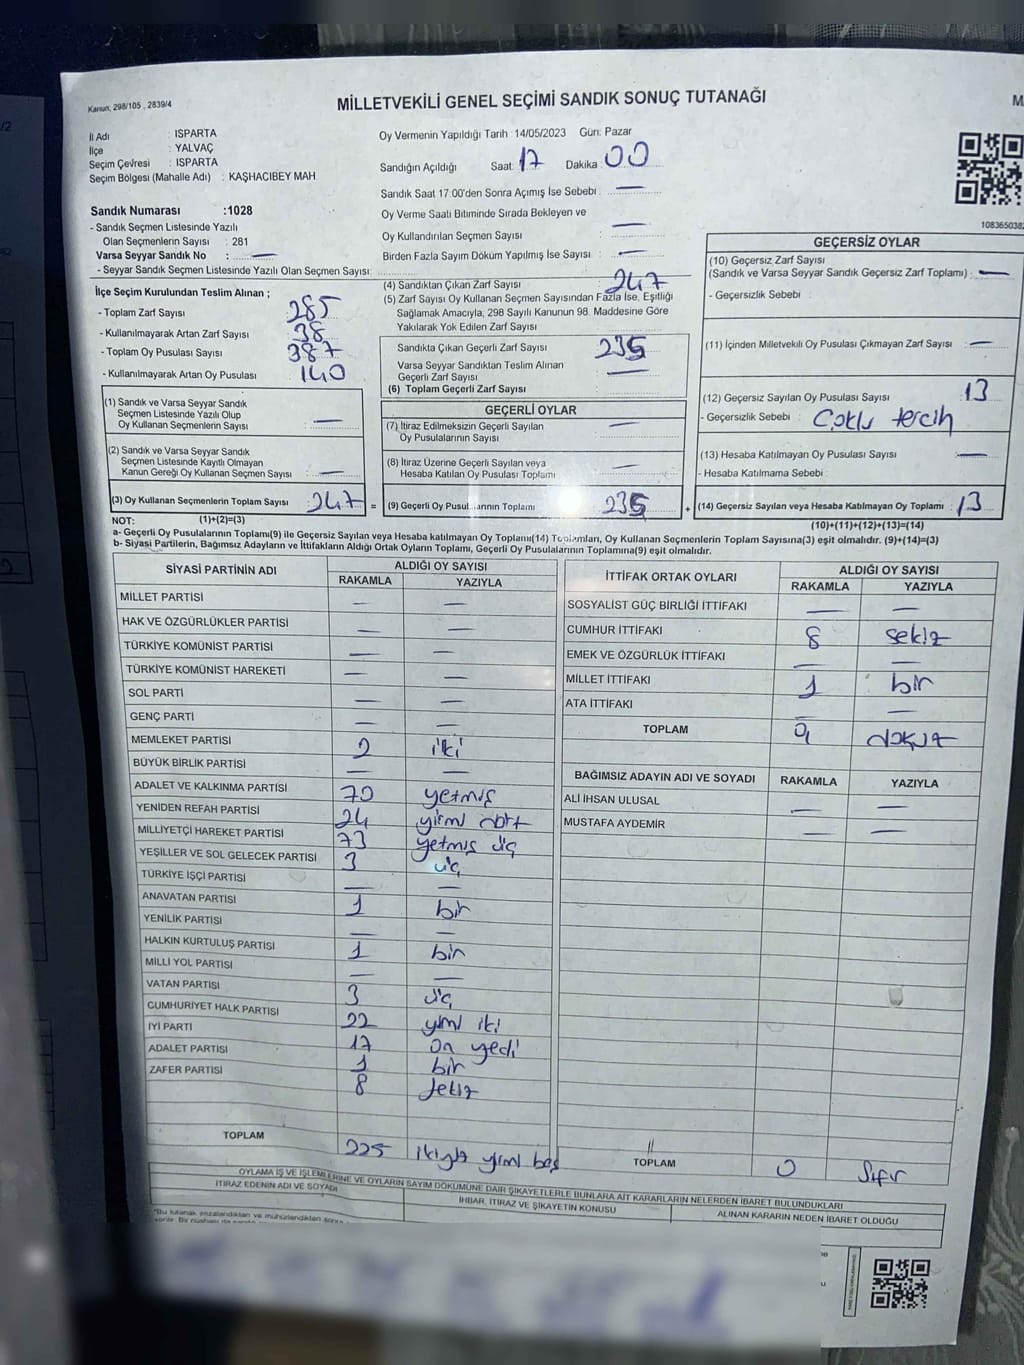 Kanun; 298/105 , 2839/4
MİLLETVEKİLİ GENEL SEÇİMİ SANDIK SONUÇ TUTANAĞI
İl Adı : ISPARTA
İlçe : YALVAÇ
Seçim Çevresi : ISPARTA
Seçim Bölgesi (Mahalle Adı) : KAŞHACIBEY MAH.
Sandık Numarası :1028
- Sandık Seçmen Listesinde Yazılı
Olan Seçmenlerin Sayısı : 281
Varsa Seyyar Sandık No : —
- Seyyar Sandık Seçmen Listesinde Yazılı Olan Seçmen Sayısı:
İlçe Seçim Kurulundan Teslim Alınan ;
- Toplam Zarf Sayısı 285
- Kullanılmayarak Artan Zarf Sayısı 38
- Toplam Oy Pusulası Sayısı 387
- Kullanılmayarak Artan Oy Pusulası 140
Oy Vermenin Yapıldığı Tarih : 14/05/2023 Gün: Pazar
Sandığın Açıldığı Saat: 17 Dakika : 00
Sandık Saat 17.00'den Sonra Açımış İse Sebebi : —
Oy Verme Saati Bitiminde Sırada Bekleyen ve
Oy Kullandırılan Seçmen Sayısı : —
Birden Fazla Sayım Döküm Yapılmış İse Sayısı : —
(4) Sandıktan Çıkan Zarf Sayısı : 247
(5) Zarf Sayısı Oy Kullanan Seçmen Sayısından Fazla İse, Eşitliği
Sağlamak Amacıyla, 298 Sayılı Kanunun 98. Maddesine Göre
Yakılarak Yok Edilen Zarf Sayısı :
Sandıkta Çıkan Geçerli Zarf Sayısı 235
Varsa Seyyar Sandıktan Teslim Alınan
Geçerli Zarf Sayısı : —
(6) Toplam Geçerli Zarf Sayısı :
108365038
GEÇERSİZ OYLAR
(10) Geçersiz Zarf Sayısı
(Sandık ve Varsa Seyyar Sandık Geçersiz Zarf Toplamı) : —
- Geçersizlik Sebebi :
(11) İçinden Milletvekili Oy Pusulası Çıkmayan Zarf Sayısı : —
(12) Geçersiz Sayılan Oy Pusulası Sayısı : 13
- Geçersizlik Sebebi : Çoklu tercih
(13) Hesaba Katılmayan Oy Pusulası Sayısı : —
- Hesaba Katılmama Sebebi :
(1) Sandık ve Varsa Seyyar Sandık
Seçmen Listesinde Yazılı Olup
Oy Kullanan Seçmenlerin Sayısı : —
(2) Sandık ve Varsa Seyyar Sandık
Seçmen Listesinde Kayıtlı Olmayan
Kanun Gereği Oy Kullanan Seçmen Sayısı : —
GEÇERLİ OYLAR
(7) İtiraz Edilmeksizin Geçerli Sayılan
Oy Pusulalarının Sayısı : —
(8) İtiraz Üzerine Geçerli Sayılan veya
Hesaba Katılan Oy Pusulası Toplamı : —
(3) Oy Kullanan Seçmenlerin Toplam Sayısı : 247 = (9) Geçerli Oy Pusulalarının Toplamı : 235 + (14) Geçersiz Sayılan veya Hesaba Katılmayan Oy Toplamı : 13
NOT: (1)+(2)=(3) (10)+(11)+(12)+(13)=(14)
a- Geçerli Oy Pusulalarının Toplamı(9) ile Geçersiz Sayılan veya Hesaba katılmayan Oy Toplamı(14) Toplamları, Oy Kullanan Seçmenlerin Toplam Sayısına(3) eşit olmalıdır. (9)+(14)=(3)
b- Siyasi Partilerin, Bağımsız Adayların ve İttifakların Aldığı Ortak Oyların Toplamı, Geçerli Oy Pusulalarının Toplamına(9) eşit olmalıdır.
SİYASİ PARTİNİN ADI ALDIĞI OY SAYISI
RAKAMLA YAZIYLA
MİLLET PARTİSİ — —
HAK VE ÖZGÜRLÜKLER PARTİSİ — —
TÜRKİYE KOMÜNİST PARTİSİ — —
TÜRKİYE KOMÜNİST HAREKETİ — —
SOL PARTİ — —
GENÇ PARTİ — —
MEMLEKET PARTİSİ 2 iki
BÜYÜK BİRLİK PARTİSİ — —
ADALET VE KALKINMA PARTİSİ 70 yetmiş
YENİDEN REFAH PARTİSİ 24 yirmi dört
MİLLİYETÇİ HAREKET PARTİSİ 73 yetmiş üç
YEŞİLLER VE SOL GELECEK PARTİSİ 3 üç
TÜRKİYE İŞÇİ PARTİSİ — —
ANAVATAN PARTİSİ 1 bir
YENİLİK PARTİSİ — —
HALKIN KURTULUŞ PARTİSİ 1 bir
MİLLİ YOL PARTİSİ — —
VATAN PARTİSİ 3 üç
CUMHURİYET HALK PARTİSİ 22 yirmi iki
İYİ PARTİ 17 on yedi
ADALET PARTİSİ 1 bir
ZAFER PARTİSİ 8 sekiz
TOPLAM 225 ikiyüz yirmi beş
İTTİFAK ORTAK OYLARI ALDIĞI OY SAYISI
RAKAMLA YAZIYLA
SOSYALİST GÜÇ BİRLİĞİ İTTİFAKI — —
CUMHUR İTTİFAKI 8 sekiz
EMEK VE ÖZGÜRLÜK İTTİFAKI — —
MİLLET İTTİFAKI 1 bir
ATA İTTİFAKI — —
TOPLAM 9 dokuz
BAĞIMSIZ ADAYIN ADI VE SOYADI RAKAMLA YAZIYLA
ALİ İHSAN ULUSAL — —
MUSTAFA AYDEMİR — —
TOPLAM 0 Sıfır
OYLAMA İŞ VE İŞLEMLERİNE VE OYLARIN SAYIM DÖKÜMÜNE DAİR ŞİKAYETLERLE BUNLARA AİT KARARLARIN NELERDEN İBARET BULUNDUKLARI
İTİRAZ EDENİN ADI VE SOYADI İHBAR, İTİRAZ VE ŞİKAYETİN KONUSU ALINAN KARARIN NEDEN İBARET OLDUĞU
"Bu tutanak imzalandıktan ve mühürlendikten sonra